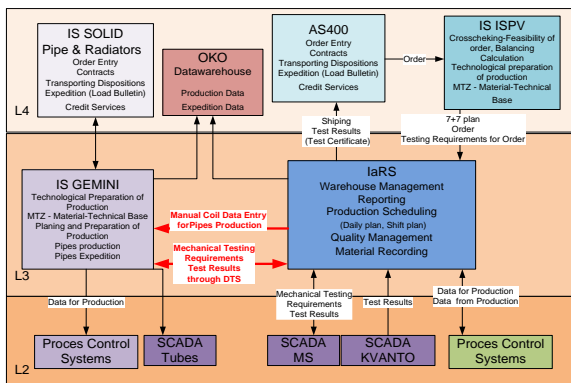 IS SOLID
Pipe & Radiators
Order Entry
Contracts
Transporting Dispositions
Expedition (Load Bulletin)
Credit Services
OKO
Datawarehouse
Production Data
Expedition Data
AS400
Order Entry
Contracts
Transporting Dispositions
Expedition (Load Bulletin)
Credit Services
Order
IS ISPV
Crosscheking-Feasibility of
order, Balancing
Calculation
Technological preparation
of production
MTZ - Material-Technical
Base
L4
Shiping
Test Results
(Test Certificate)
7+7 plan
Order
Testing Requirements for Order
IS GEMINI
Technological Preparation of
Production
MTZ - Material-Technical Base
Planing and Preparation of
Production
Pipes production
Pipes Expedition
Manual Coil Data Entry
forPipes Production
Mechanical Testing
Requirements
Test Results
through DTS
IaRS
Warehouse Management
Reporting
Production Scheduling
(Daily plan, Shift plan)
Quality Management
Material Recording
L3
Data for Production
Mechanical Testing
Requirements
Test Results
Test Results
Data for Production
Data from Production
L2
Proces Control
Systems
SCADA
Tubes
SCADA
MS
SCADA
KVANTO
Proces Control
Systems